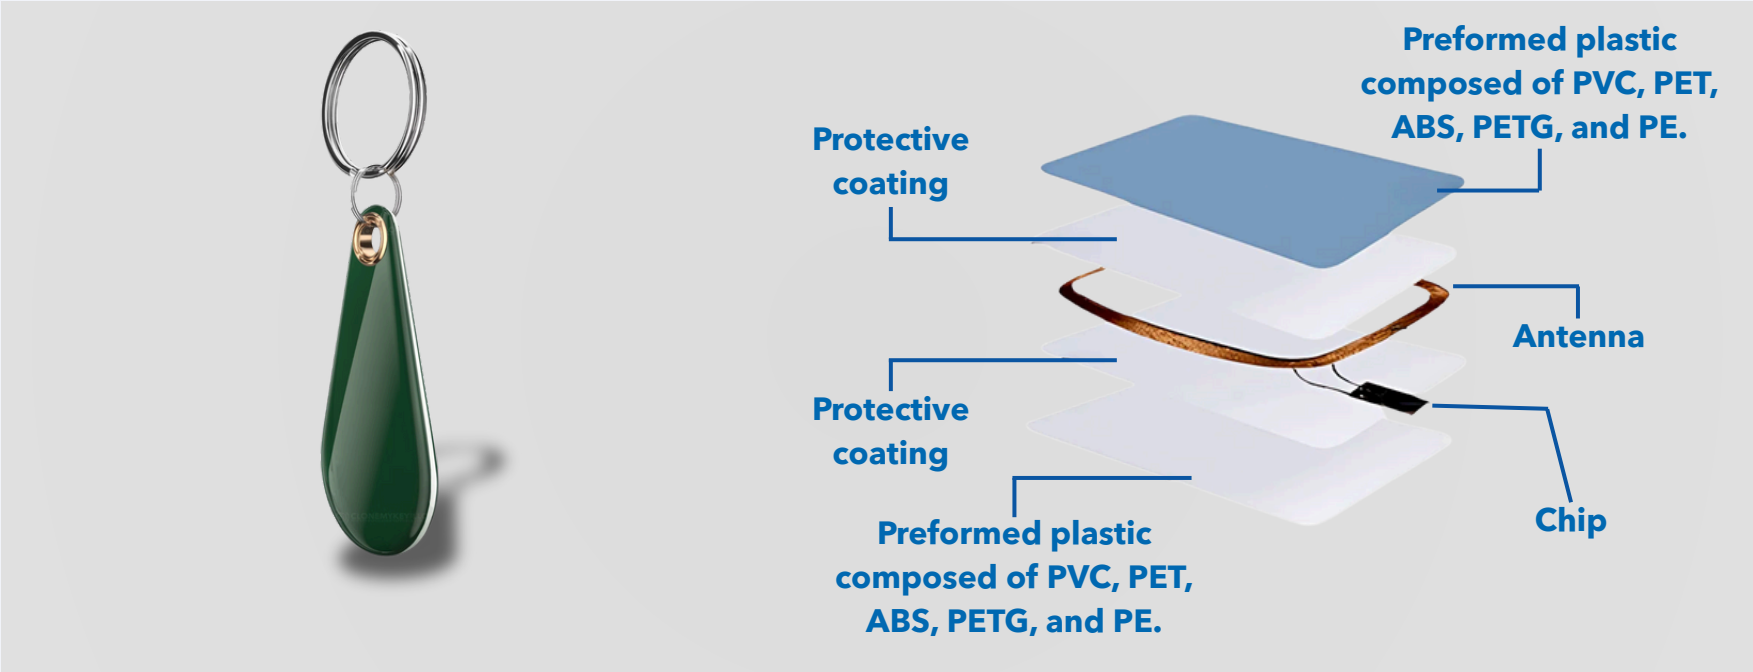 Preformed plastic
composed of PVC, PET,
ABS, PETG, and PE.
Protective
coating
Antenna
Protective
coating
Chip
Preformed plastic
composed of PVC, PET,
ABS, PETG, and PE.